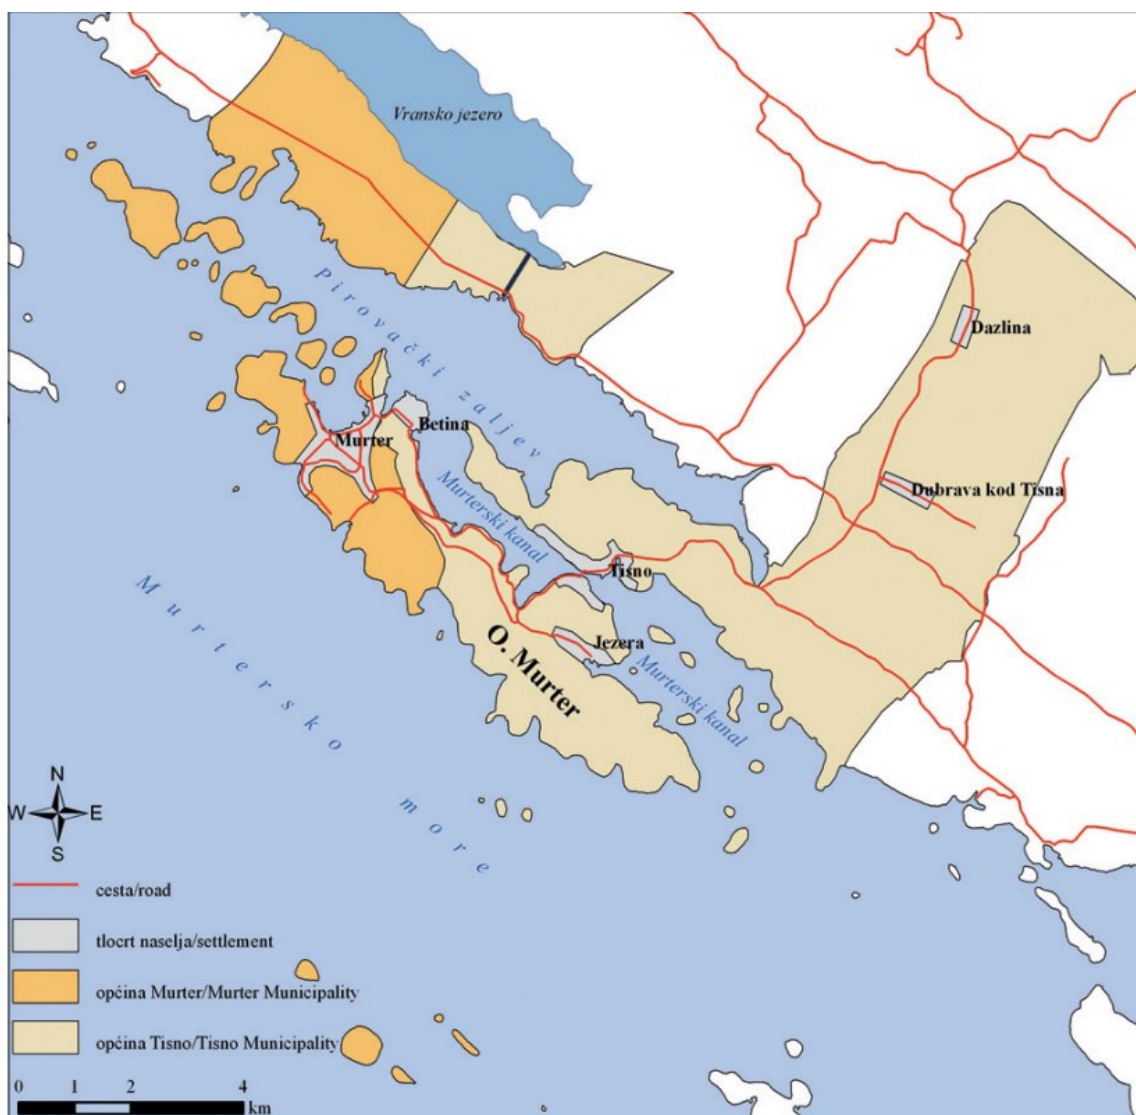 Vransko jezero
Pirovački zaljev
Dazlina
Murter
Betina
Dubrava kod Tisna
Murterski kanal
Tisno
Jezera
O. Murter
Murterski kanal
Mutersko
more
N
W E
S
cesta/road
tlocrt naselja/settlement
općina Murter/Murter Municipality
općina Tisno/Tisno Municipality
0 1 2 4
km